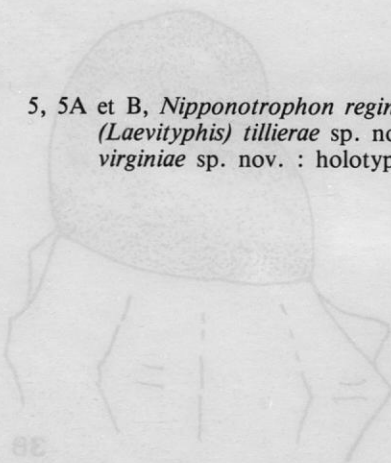 5, 5A et B, Nipponotrophon regin
(Laevityphis) tillierae sp. no
virginiae sp. nov. : holotyp